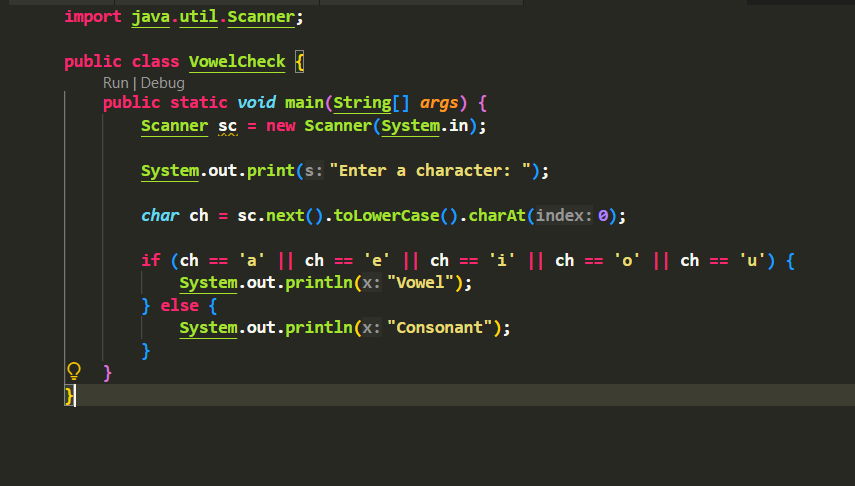 import java.util.Scanner;
public class VowelCheck {
Run | Debug
public static void main(String[] args) {
Scanner sc = new Scanner(System.in);
System.out.print(s: "Enter a character: ");
char ch = sc.next().toLowerCase().charAt(index: 0);
if (ch == 'a' || ch == 'e' || ch == 'i' || ch == 'o' || ch == 'u') {
System.out.println(x: "Vowel");
} else {
System.out.println(x: "Consonant");
}
}
}